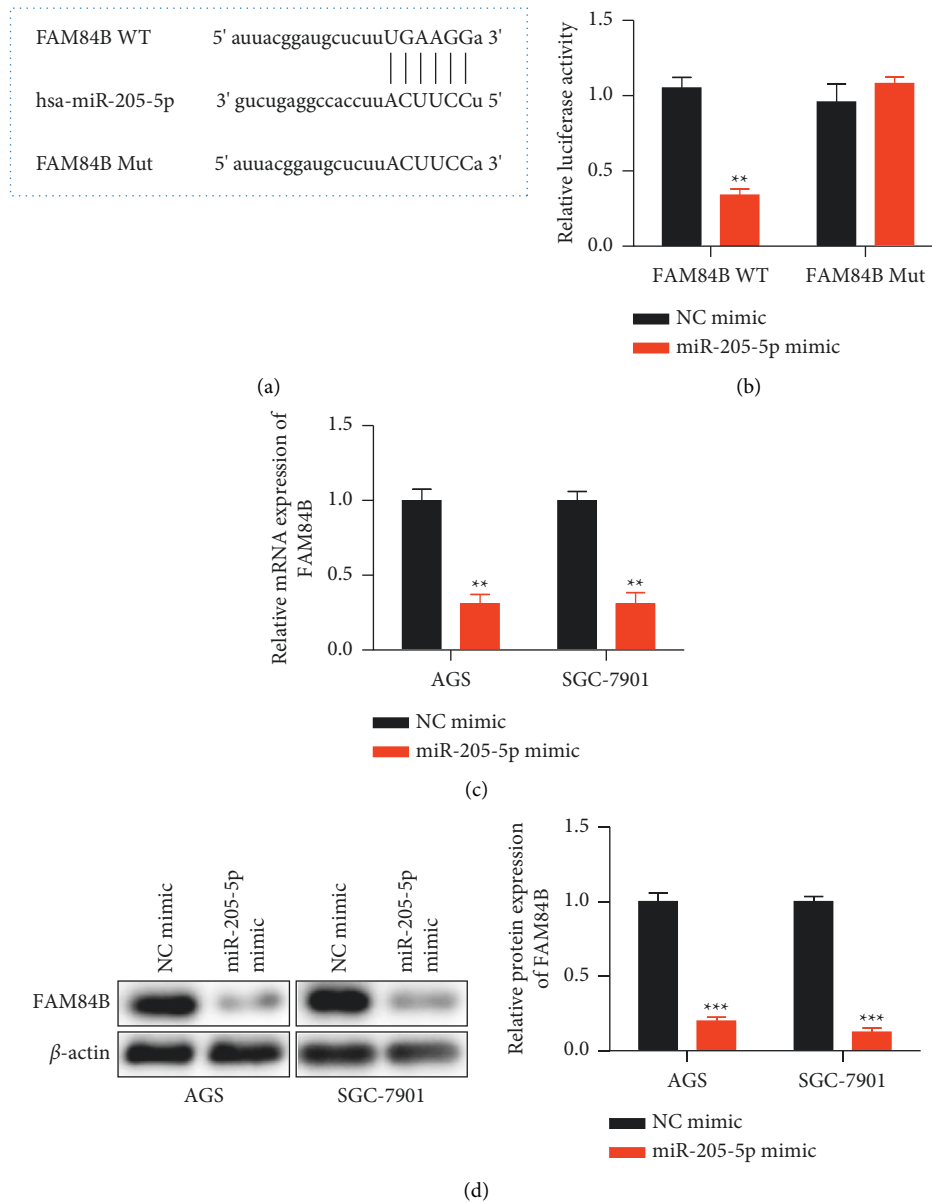 FAM84B WT 5' auuacggaugcucuuUGAAGGa 3'
hsa-miR-205-5p 3' gucugaggccaccuuACUUCCu 5'
FAM84B Mut 5' auuacggaugcucuuACUUCCa 3'
(a)
Relative luciferase activity
1.5
1.0
0.5
0.0
**
FAM84B WT FAM84B Mut
NC mimic
miR-205-5p mimic
(b)
Relative mRNA expression of
FAM84B
1.5
1.0
0.5
0.0
** **
AGS SGC-7901
NC mimic
miR-205-5p mimic
(c)
NC mimic
miR-205-5p
mimic
NC mimic
miR-205-5p
mimic
FAM84B
β-actin
AGS SGC-7901
Relative protein expression
of FAM84B
1.5
1.0
0.5
0.0
*** ***
AGS SGC-7901
NC mimic
miR-205-5p mimic
(d)